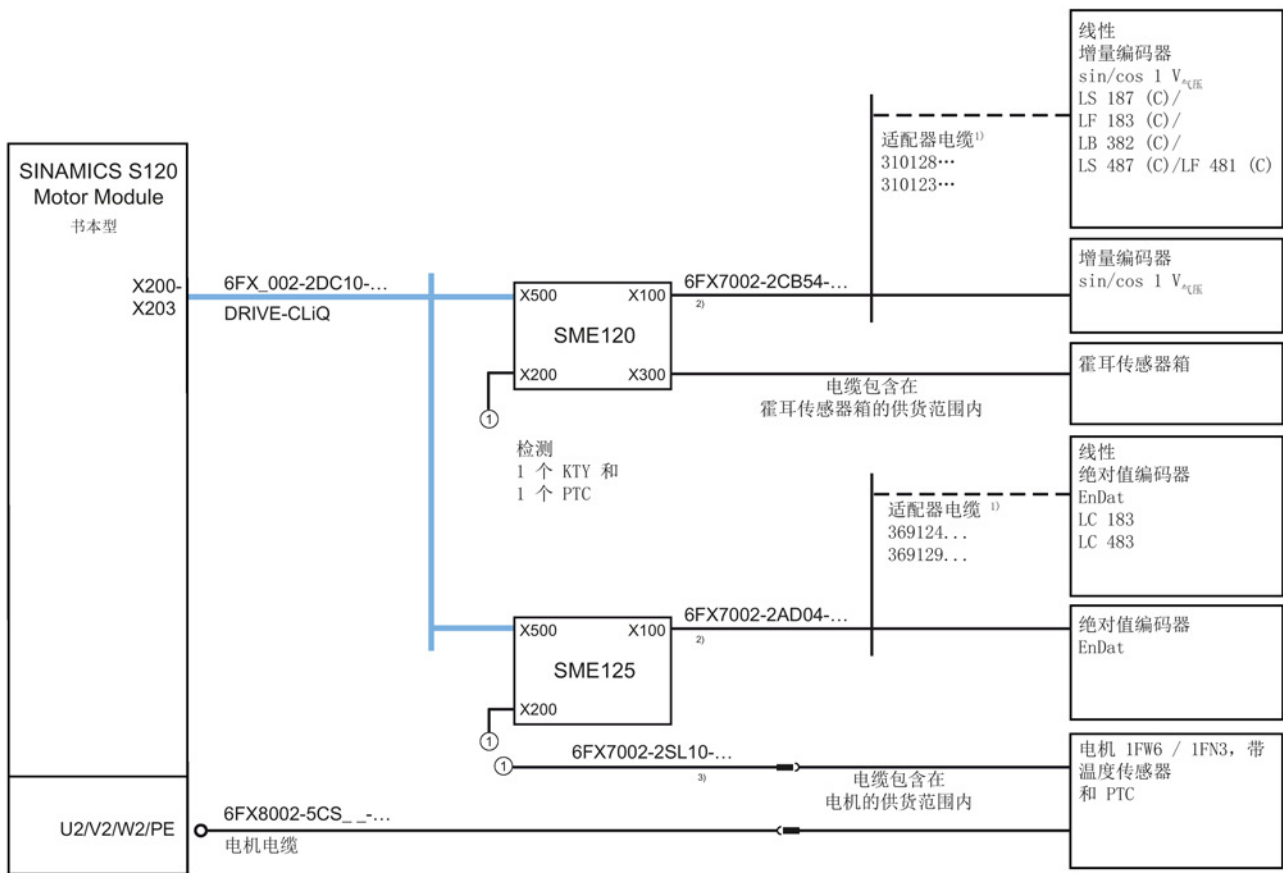 SINAMICS S120
Motor Module
书本型
X200-
X203
U2/V2/W2/PE
6FX_002-2DC10-…
DRIVE-CLiQ
X500
X100
SME120
X200
X300
①
检测
1 个 KTY 和
1 个 PTC
6FX7002-2CB54-…
2)
适配器电缆1)
310128…
310123…
线性
增量编码器
sin/cos 1 V气压
LS 187 (C)/
LF 183 (C)/
LB 382 (C)/
LS 487 (C)/LF 481 (C)
增量编码器
sin/cos 1 V气压
电缆包含在
霍耳传感器箱的供货范围内
霍耳传感器箱
适配器电缆 1)
369124...
369129...
线性
绝对值编码器
EnDat
LC 183
LC 483
X500
X100
SME125
X200
①
6FX7002-2AD04-…
2)
绝对值编码器
EnDat
①
6FX7002-2SL10-…
3)
电缆包含在
电机的供货范围内
电机 1FW6 / 1FN3, 带
温度传感器
和 PTC
6FX8002-5CS_ _-…
电机电缆